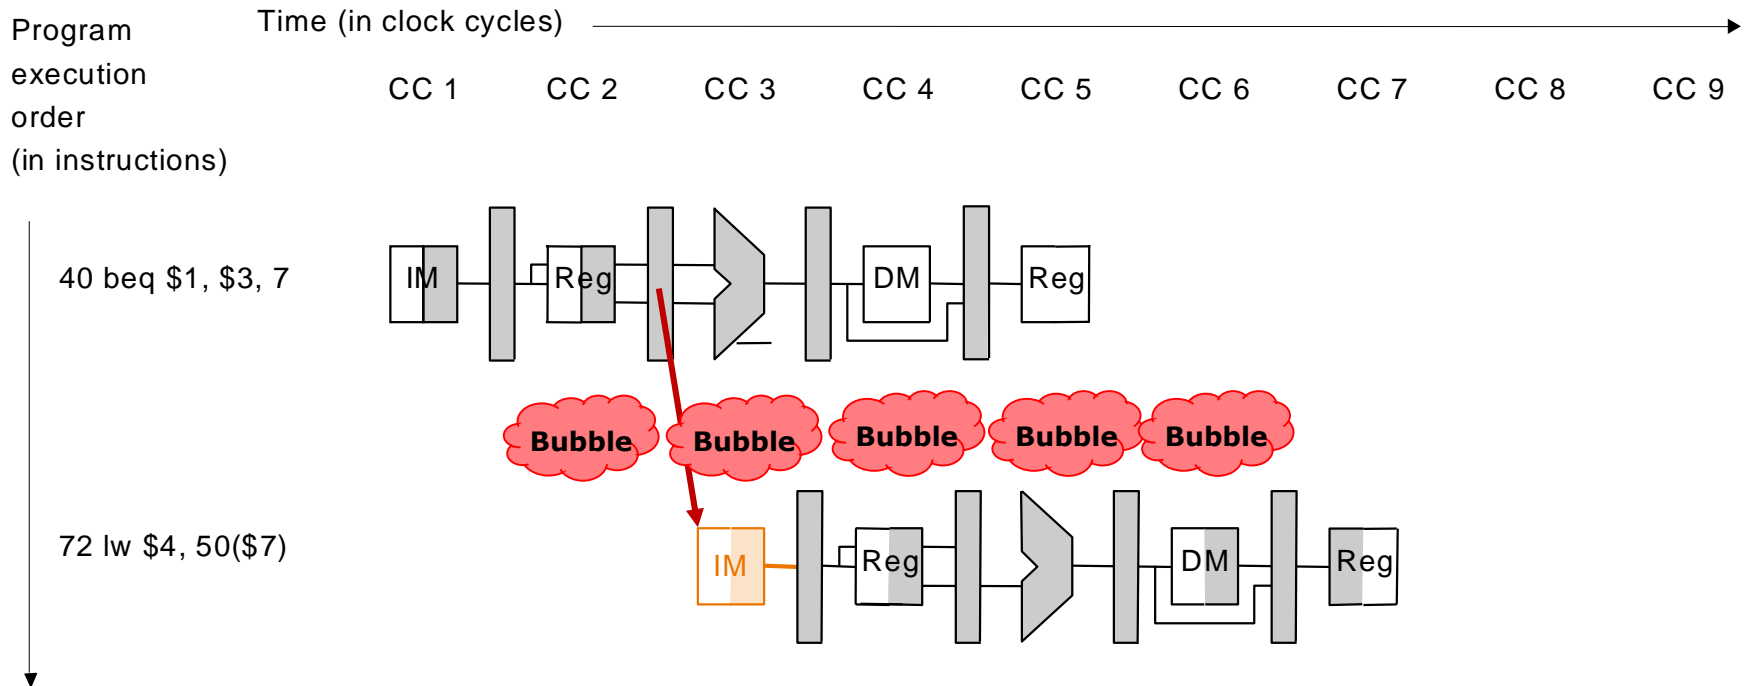 Time (in clock cycles)
Program
execution
order
(in instructions)
CC 1 CC 2 CC 3 CC 4 CC 5 CC 6 CC 7 CC 8 CC 9
40 beq $1, $3, 7
IM Reg DM Reg
Bubble Bubble Bubble Bubble Bubble
72 lw $4, 50($7)
IM Reg DM Reg